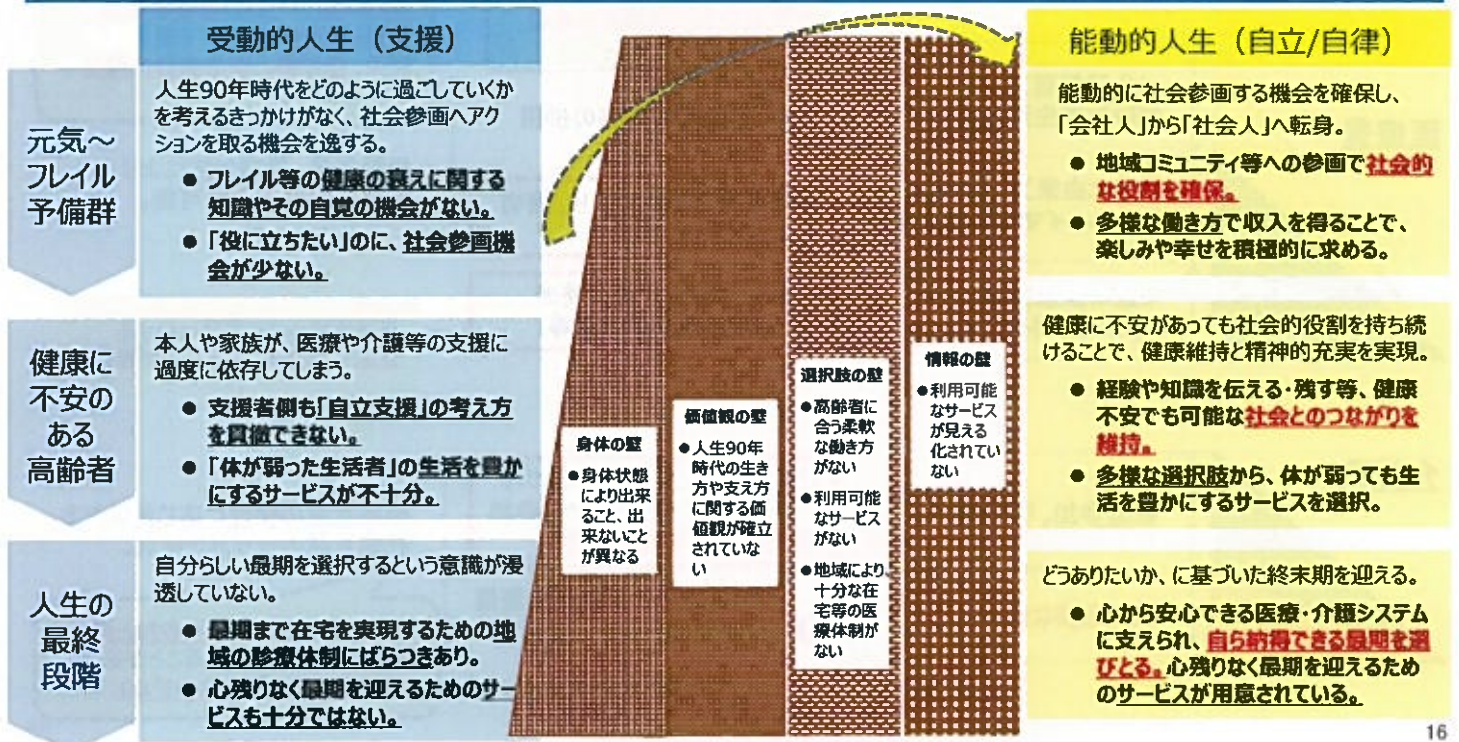 受動的人生（支援）
能動的人生（自立/自律）
元気～
フレイル
予備群
人生90年時代をどのように過ごしていくか
を考えるきっかけがなく、社会参画へアク
ションを取る機会を逸する。
● フレイル等の健康の衰えに関する
知識やその自覚の機会がない。
● 「役に立ちたい」のに、社会参画機
会が少ない。
能動的に社会参画する機会を確保し、
「会社人」から「社会人」へ転身。
● 地域コミュニティ等への参画で社会的
な役割を確保。
● 多様な働き方で収入を得ることで、
楽しみや幸せを積極的に求める。
健康に
不安の
ある
高齢者
本人や家族が、医療や介護等の支援に
過度に依存してしまう。
● 支援者側も「自立支援」の考え方
を貫徹できない。
● 「体が弱った生活者」の生活を豊か
にするサービスが不十分。
身体の壁
●身体状態
により出来
ること、出
来ないこと
が異なる
価値観の壁
●人生90年
時代の生き
方や支え方
に関する価
値観が確立
されていな
い
選択肢の壁
●高齢者に
合う柔軟
な働き方
がない
●利用可能
なサービス
がない
●地域により、
十分な在
宅等の医
療体制が
ない
情報の壁
●利用可能
なサービス
が見える
化されてい
ない
健康に不安があっても社会的役割を持ち続
けることで、健康維持と精神的充実を実現。
● 経験や知識を伝える・残す等、健康
不安でも可能な社会とのつながりを
維持。
● 多様な選択肢から、体が弱っても生
活を豊かにするサービスを選択。
人生の
最終
段階
自分らしい最期を選択するという意識が浸
透していない。
● 最期まで在宅を実現するための地
域の診療体制にばらつきあり。
● 心残りなく最期を迎えるためのサー
ビスも十分ではない。
どうありたいか、に基づいた終末期を迎える。
● 心から安心できる医療・介護システム
に支えられ、自ら納得できる最期を選
びとる。心残りなく最期を迎えるため
のサービスが用意されている。
16